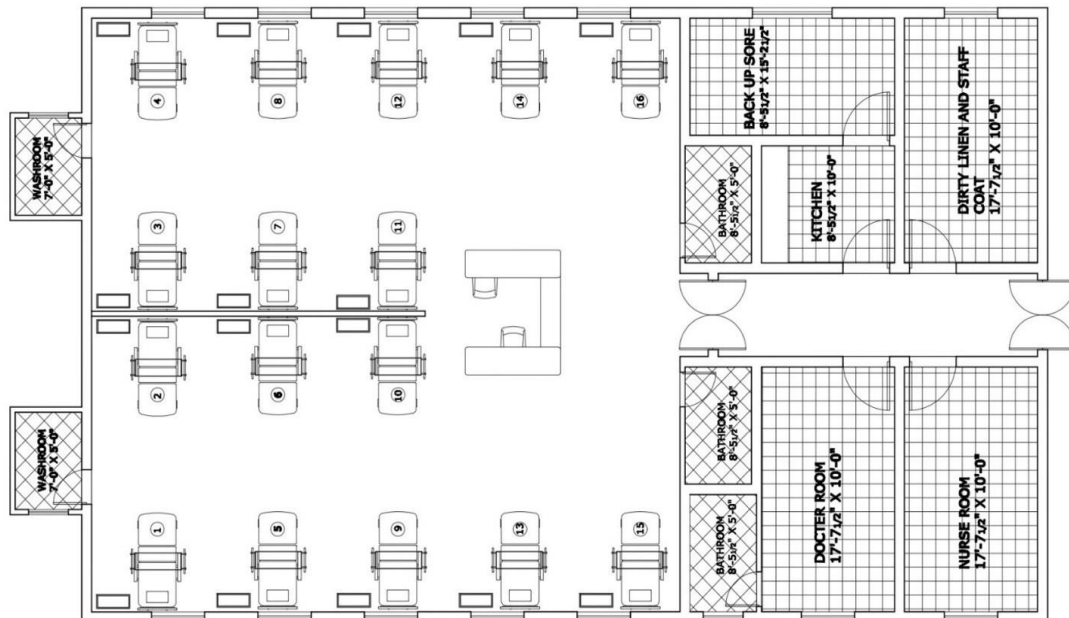 4
8
12
14
16
BACK UP SORE
8'-51/2" X 15'-21/2"
DIRTY LINEN AND STAFF
COAT
17'-71/2" X 10'-0"
WASHROOM
7'-0" X 5'-0"
BATHROOM
8'-51/2" X 5'-0"
KITCHEN
8'-51/2" X 10'-0"
3
7
11
2
6
10
WASHROOM
7'-0" X 5'-0"
BATHROOM
8'-51/2" X 5'-0"
DOCTER ROOM
17'-71/2" X 10'-0"
NURSE ROOM
17'-71/2" X 10'-0"
BATHROOM
8'-51/2" X 5'-0"
1
5
9
13
15